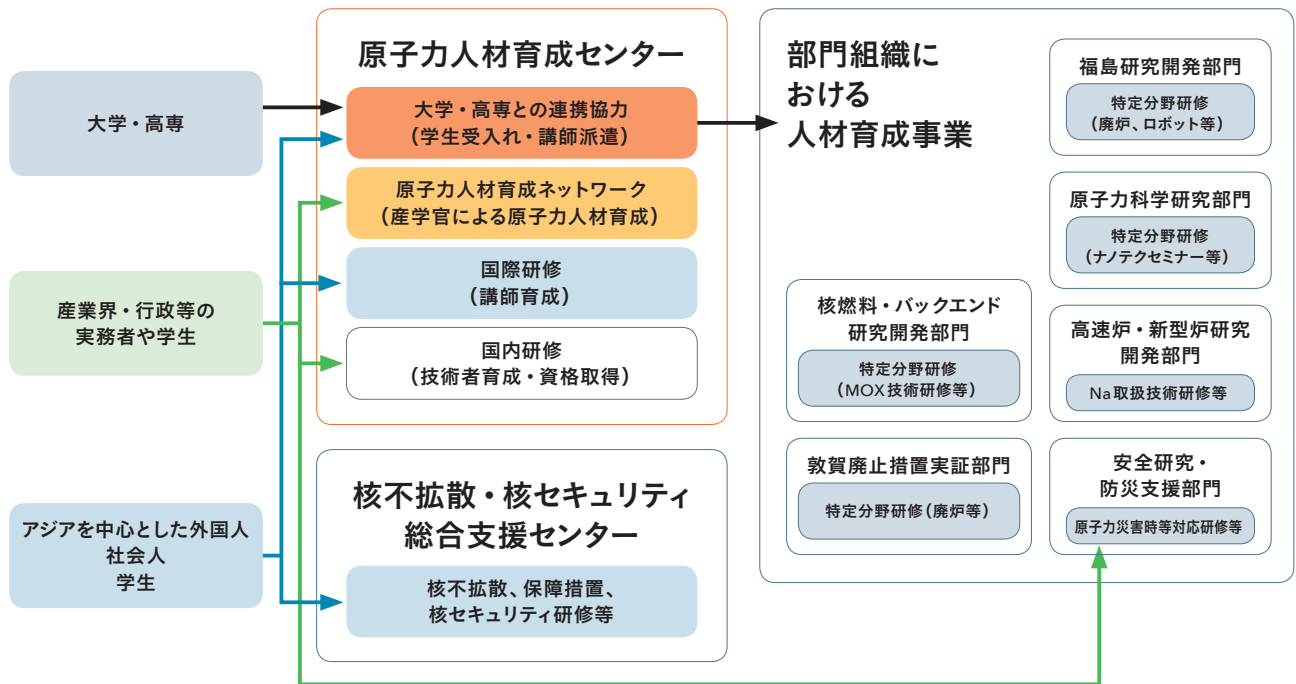 大学・高専
産業界・行政等の
実務者や学生
アジアを中心とした外国人
社会人
学生
原子力人材育成センター
大学・高専との連携協力
(学生受入れ・講師派遣)
原子力人材育成ネットワーク
(産学官による原子力人材育成)
国際研修
(講師育成)
国内研修
(技術者育成・資格取得)
核不拡散・核セキュリティ
総合支援センター
核不拡散、保障措置、
核セキュリティ研修等
部門組織に
おける
人材育成事業
福島研究開発部門
特定分野研修
(廃炉、ロボット等)
原子力科学研究部門
特定分野研修
(ナノテクセミナー等)
核燃料・バックエンド
研究開発部門
特定分野研修
(MOX技術研修等)
高速炉・新型炉研究
開発部門
Na取扱技術研修等
敦賀廃止措置実証部門
特定分野研修(廃炉等)
安全研究・
防災支援部門
原子力災害時等対応研修等